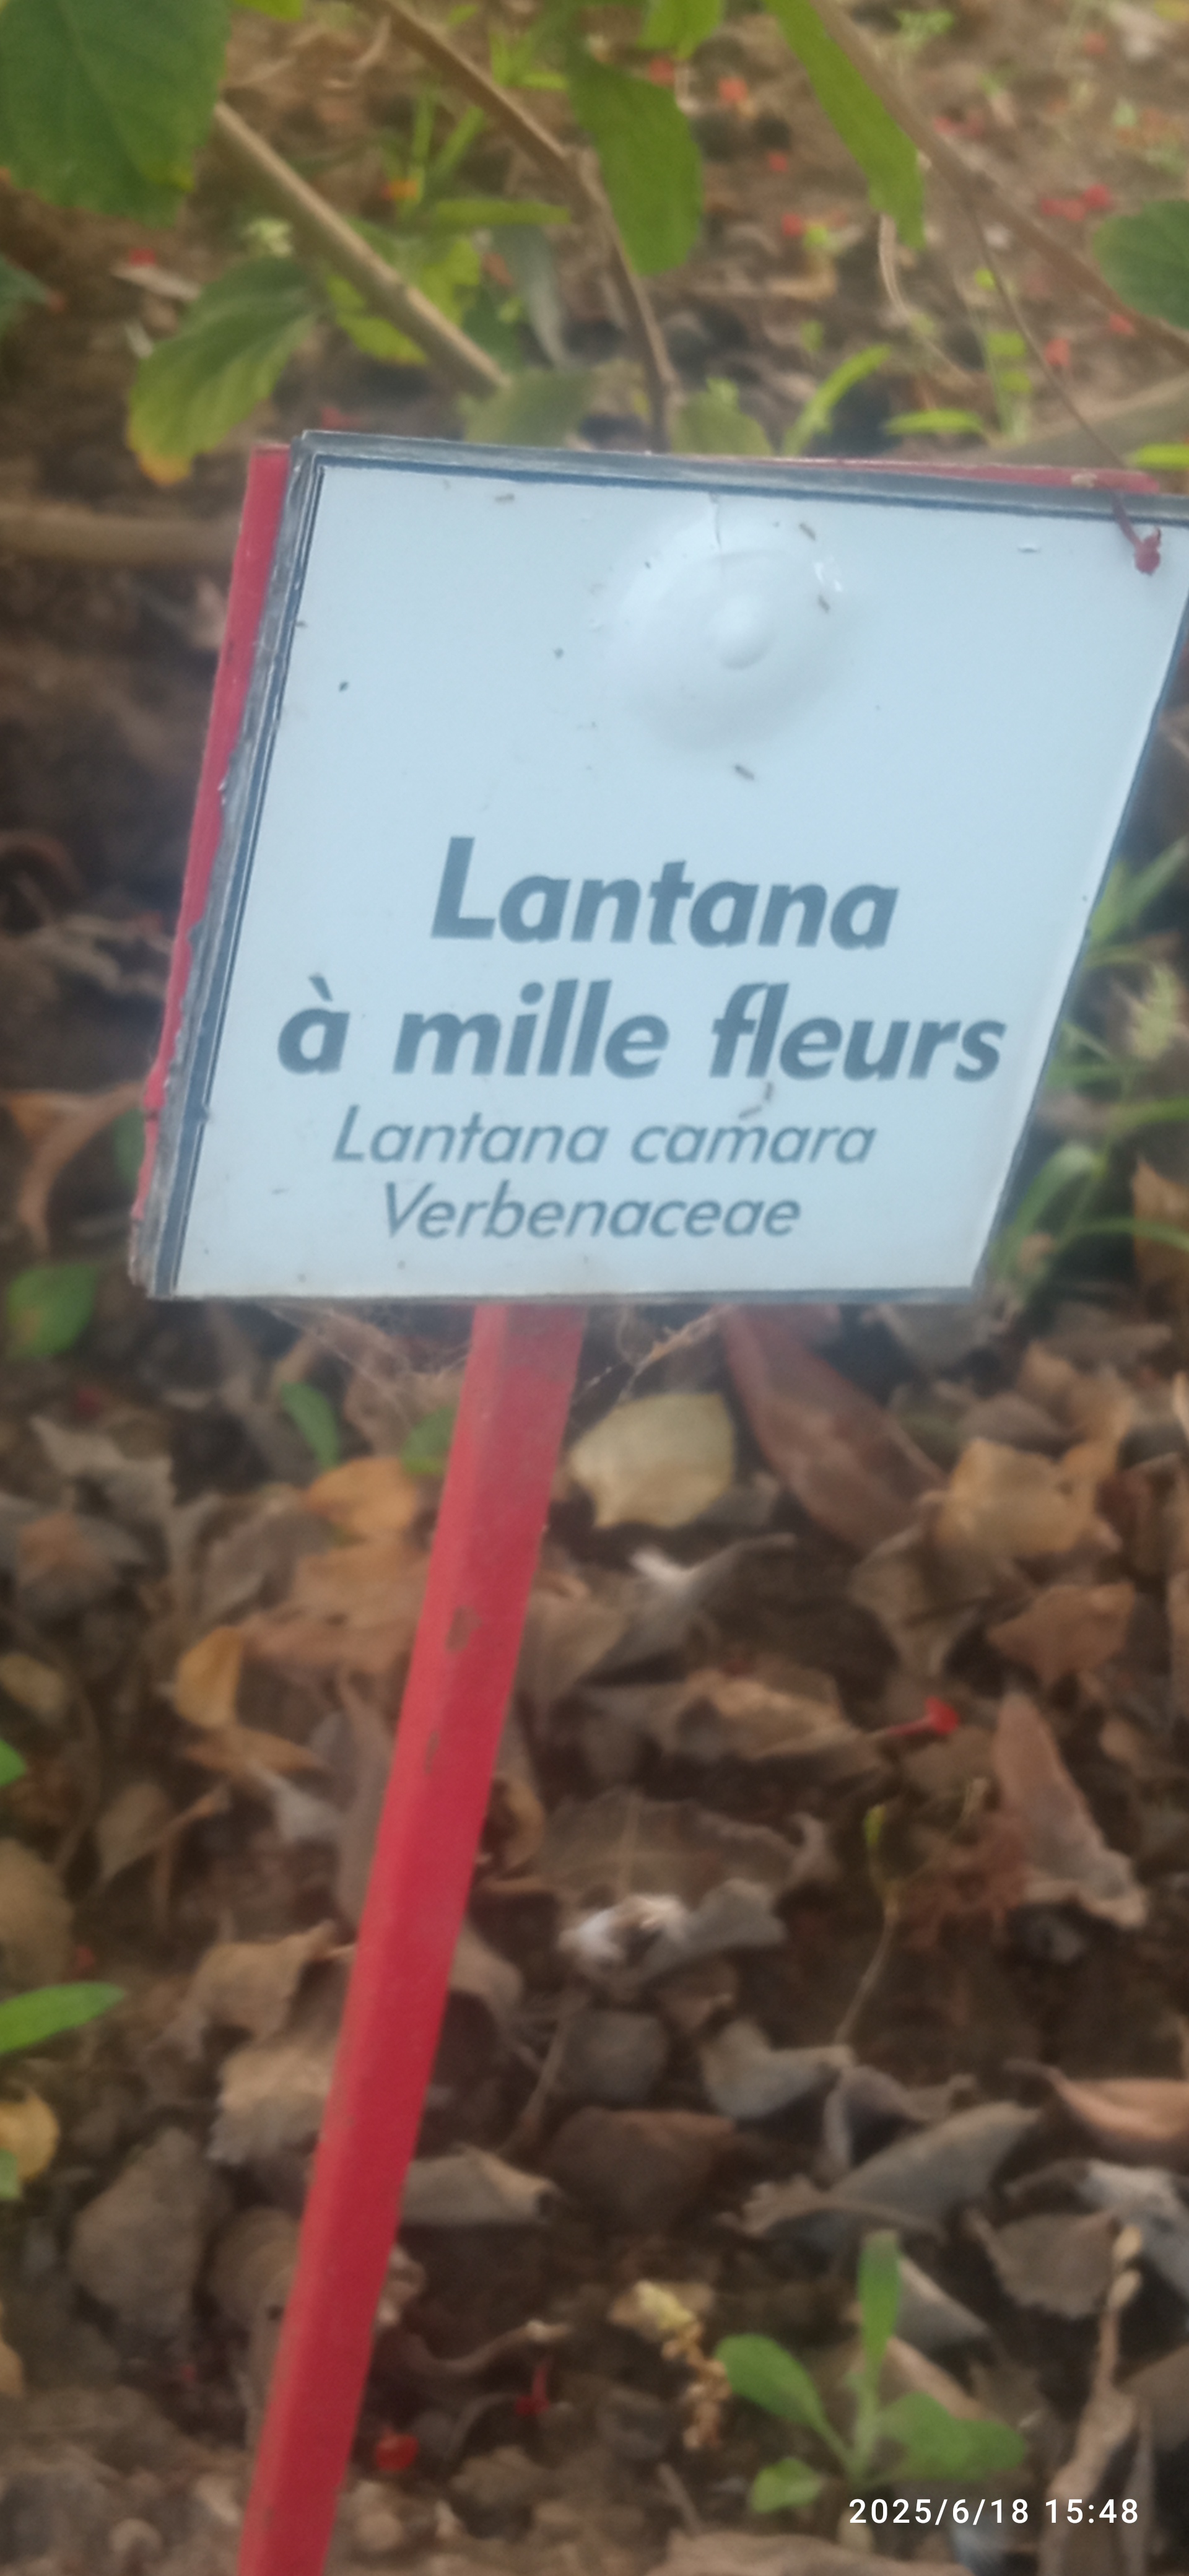 Lantana
à mille fleurs
Lantana camara
Verbenaceae
2025/6/18 15:48